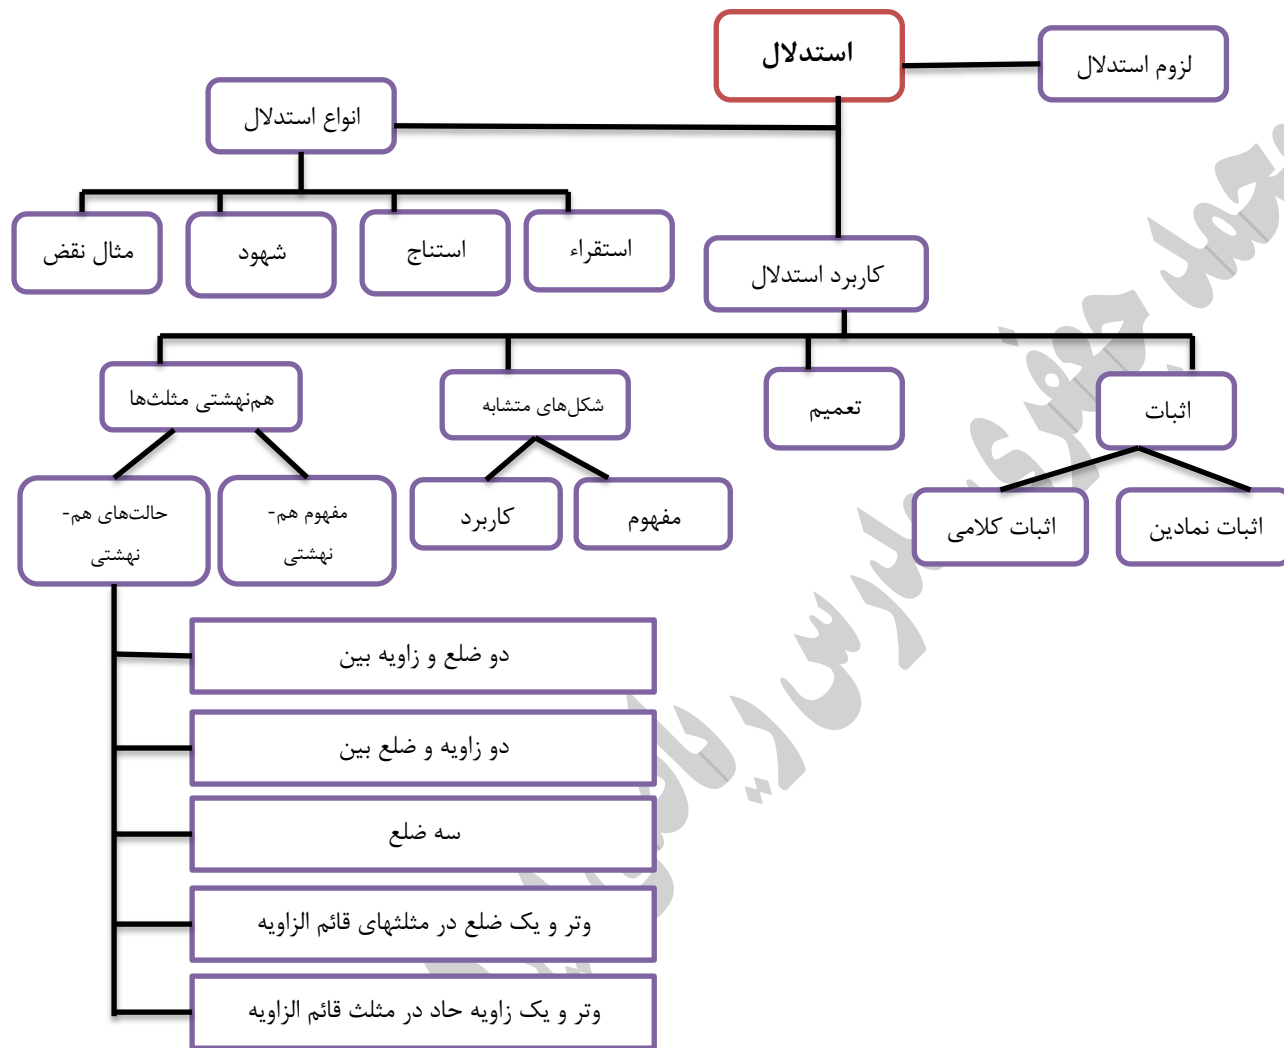 استدلال
لزوم استدلال
انواع استدلال
استقراء
استناج
شهود
مثال نقض
کاربرد استدلال
اثبات
تعمیم
شکل‌های متشابه
هم‌نهشتی مثلث‌ها
اثبات نمادین
اثبات کلامی
مفهوم
کاربرد
مفهوم هم-
نهشتی
حالت‌های هم-
نهشتی
دو ضلع و زاویه بین
دو زاویه و ضلع بین
سه ضلع
وتر و یک ضلع در مثلثهای قائم الزاویه
وتر و یک زاویه حاد در مثلث قائم الزاویه